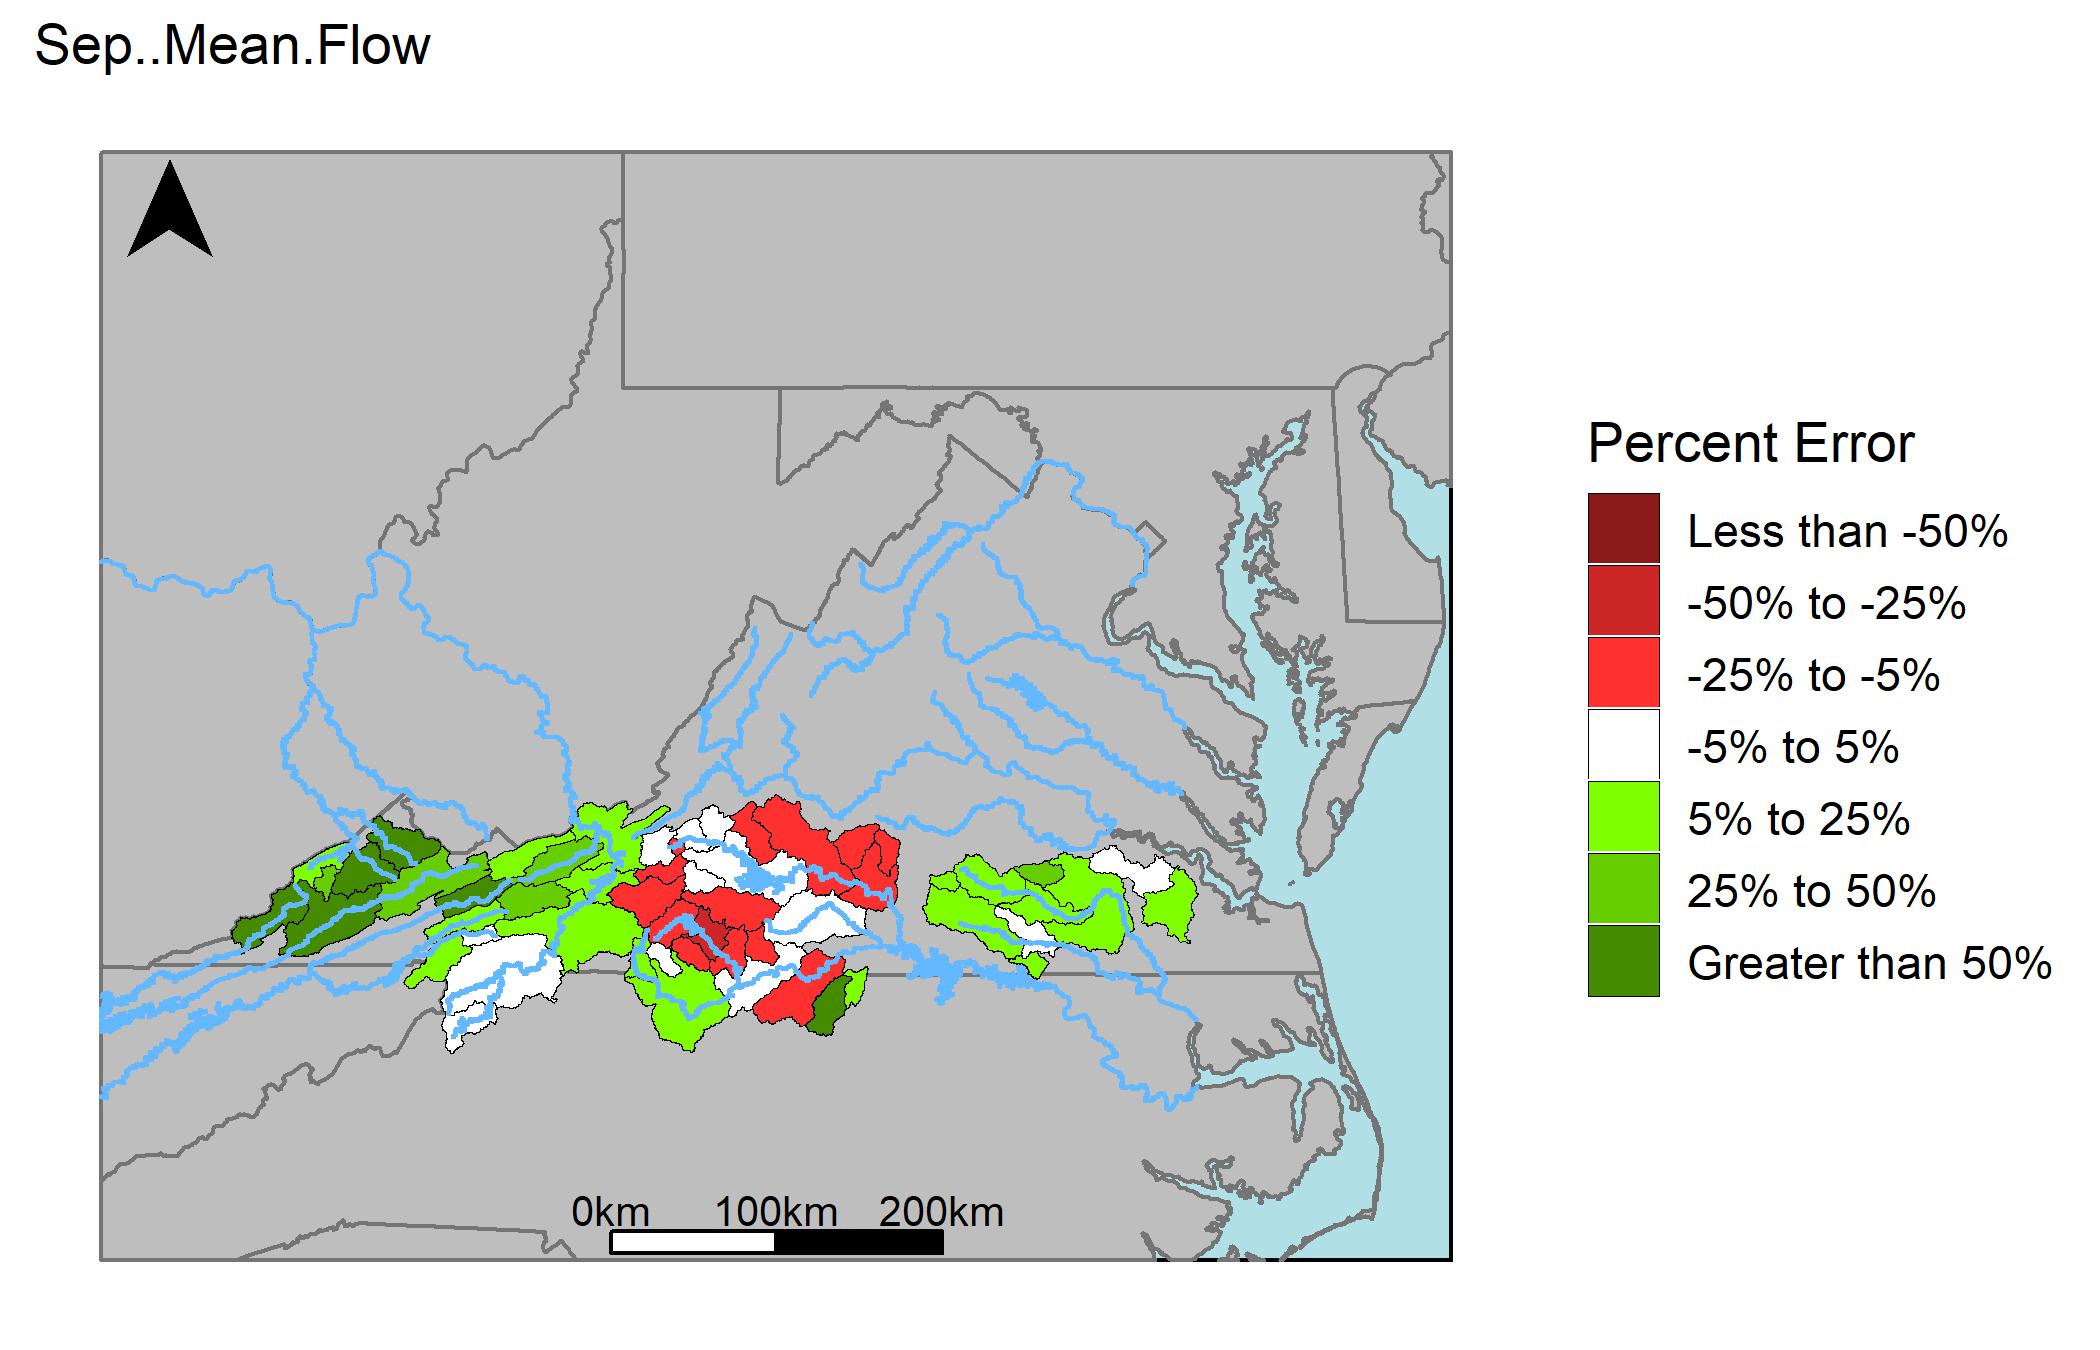 Sep..Mean.Flow
Percent Error
Less than -50%
-50% to -25%
-25% to -5%
-5% to 5%
5% to 25%
25% to 50%
Greater than 50%
0km 100km 200km